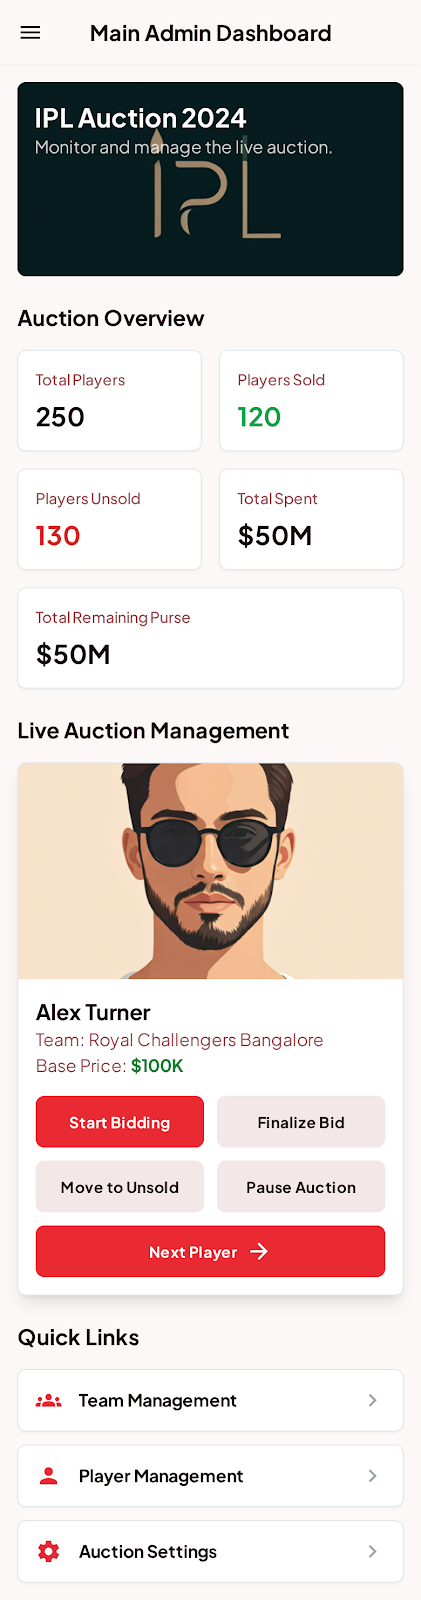 Main Admin Dashboard
IPL Auction 2024
Monitor and manage the live auction.
IPL
Auction Overview
Total Players
250
Players Sold
120
Players Unsold
130
Total Spent
$50M
Total Remaining Purse
$50M
Live Auction Management
Alex Turner
Team: Royal Challengers Bangalore
Base Price: $100K
Start Bidding
Finalize Bid
Move to Unsold
Pause Auction
Next Player
Quick Links
Team Management
Player Management
Auction Settings